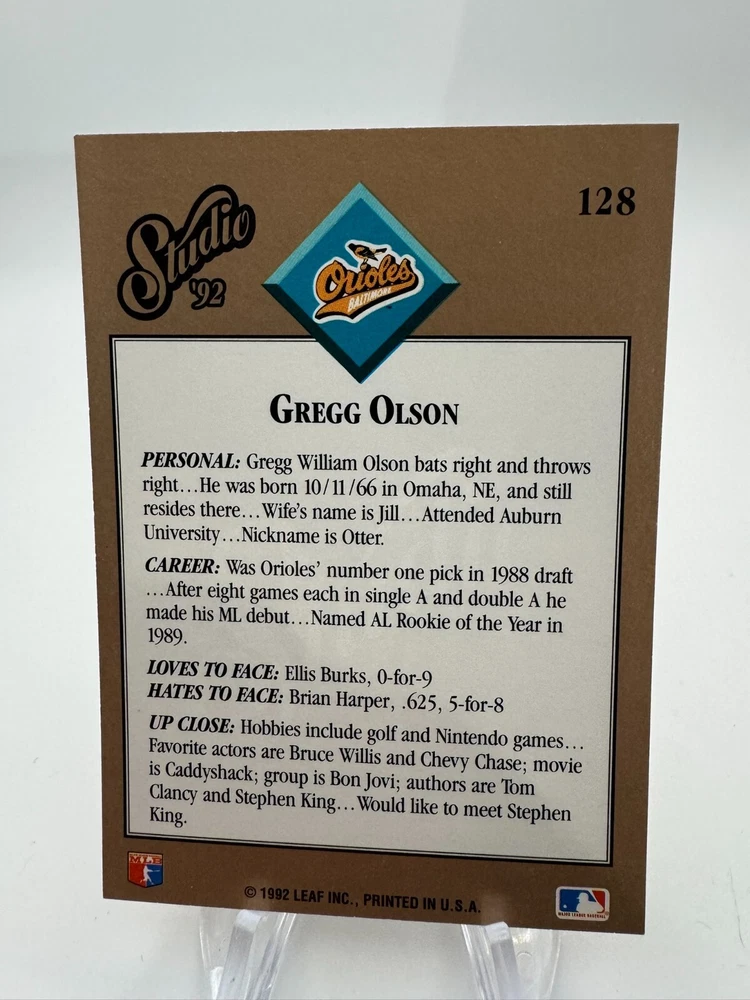 Studio
'92
128
Orioles
BALTIMORE
GREGG OLSON
PERSONAL: Gregg William Olson bats right and throws
right...He was born 10/11/66 in Omaha, NE, and still
resides there...Wife's name is Jill...Attended Auburn
University...Nickname is Otter.
CAREER: Was Orioles' number one pick in 1988 draft
...After eight games each in single A and double A he
made his ML debut...Named AL Rookie of the Year in
1989.
LOVES TO FACE: Ellis Burks, 0-for-9
HATES TO FACE: Brian Harper, .625, 5-for-8
UP CLOSE: Hobbies include golf and Nintendo games...
Favorite actors are Bruce Willis and Chevy Chase; movie
is Caddyshack; group is Bon Jovi; authors are Tom
Clancy and Stephen King...Would like to meet Stephen
King.
© 1992 LEAF INC., PRINTED IN U.S.A.
MAJOR LEAGUE BASEBALL